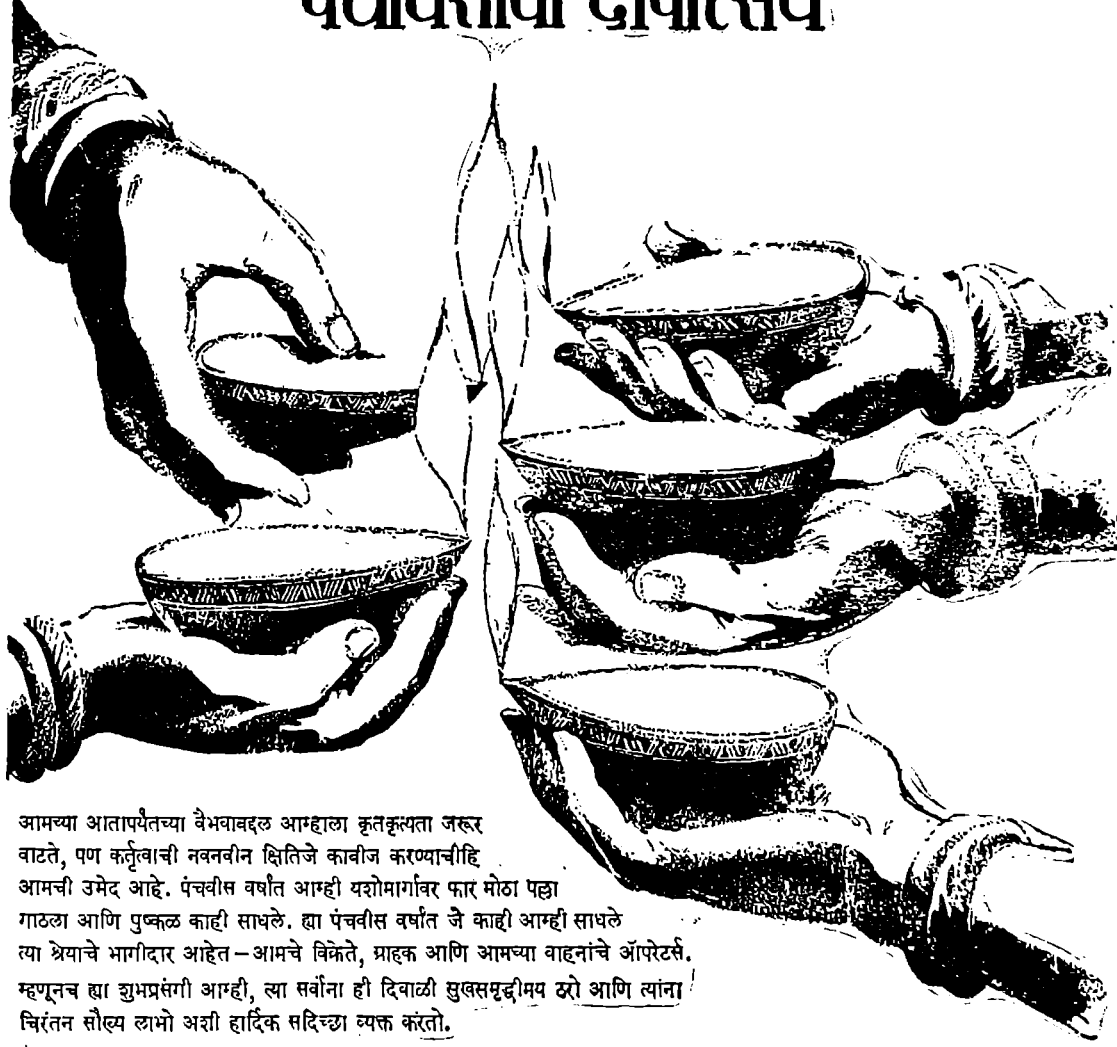 दीपोत्सव
आमच्या आतापर्यंतच्या वैभवाबद्दल आम्हाला कृतकृत्यता जरूर
वाटते, पण कर्तृत्वाची नवनवीन क्षितिजे काबीज करण्याचीहि
आमची उमेद आहे. पंचवीस वर्षांत आम्ही यशोमार्गावर फार मोठा पल्ला
गाठला आणि पुष्कळ काही साधले. ह्या पंचवीस वर्षांत जे काही आम्ही साधले
त्या श्रेयाचे भागीदार आहेत–आमचे विक्रेते, ग्राहक आणि आमच्या वाहनांचे ऑपरेटर्स.
म्हणूनच ह्या शुभप्रसंगी आम्ही, त्या सर्वांना ही दिवाळी सुखसमृद्धीमय ठरो आणि त्यांना
चिरंतन सौख्य लाभो अशी हार्दिक सदिच्छा व्यक्त करतो.